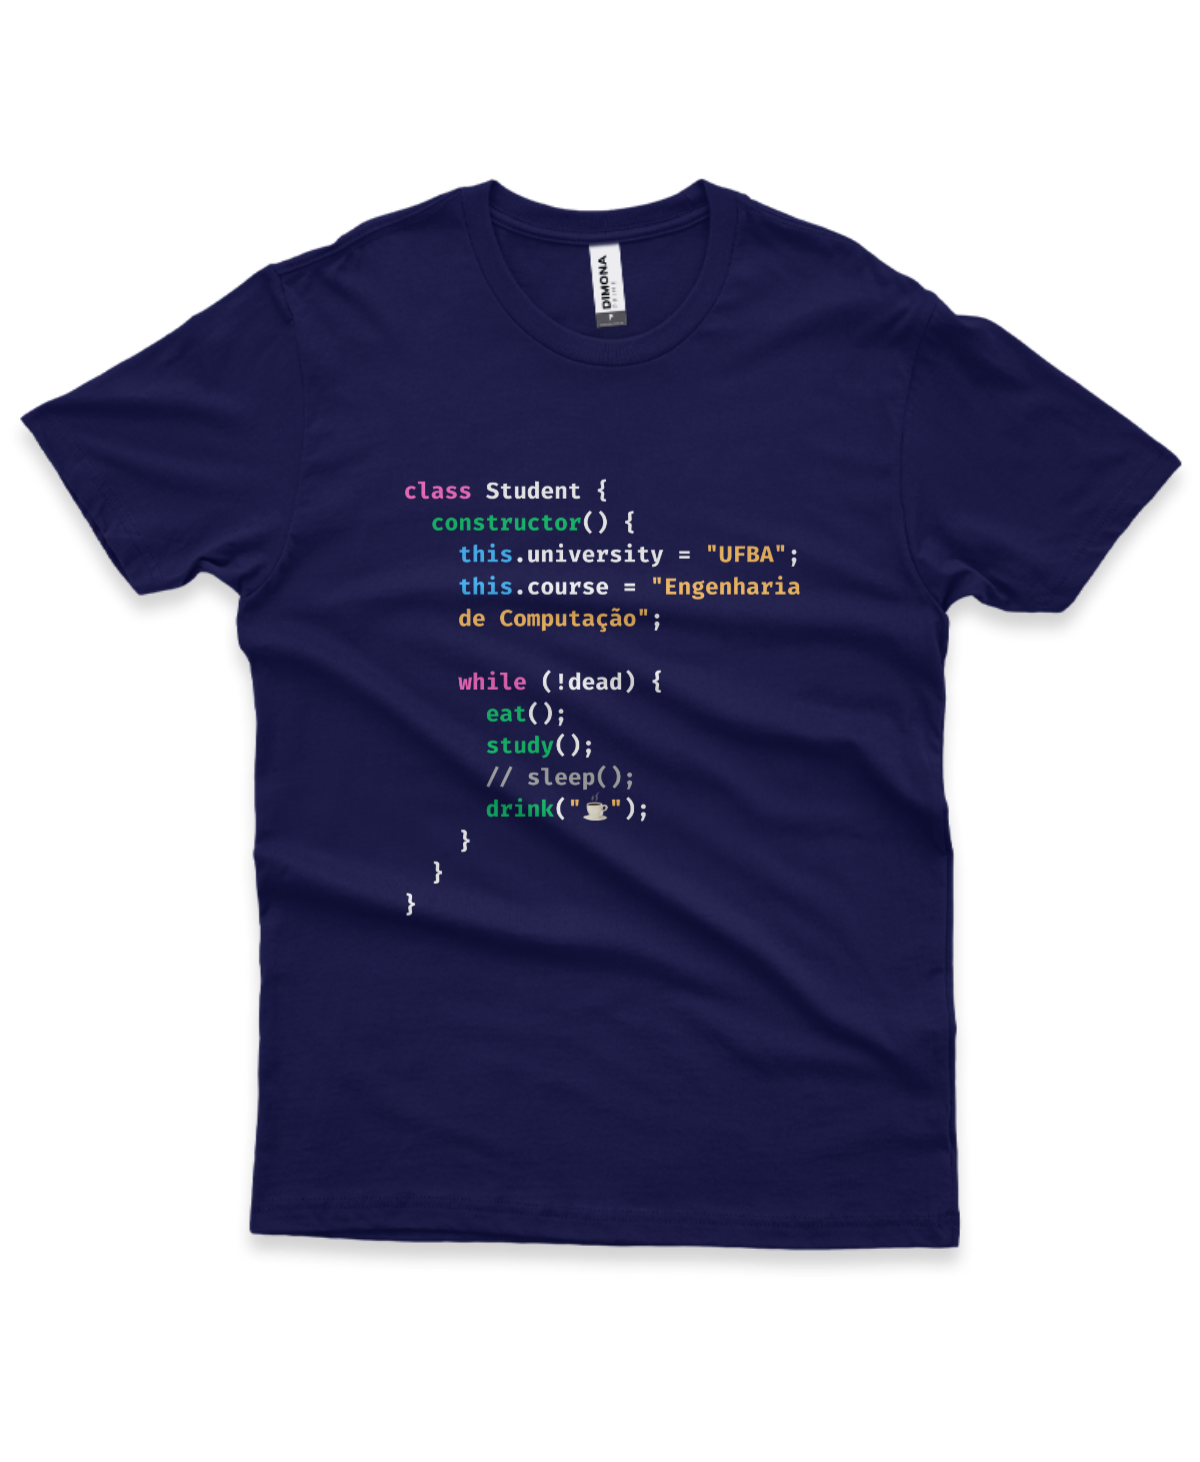 DIMONA
class Student {
constructor() {
this.university = "UFBA";
this.course = "Engenharia
de Computação";
while (!dead) {
eat();
study();
// sleep();
drink("☕");
}
}
}